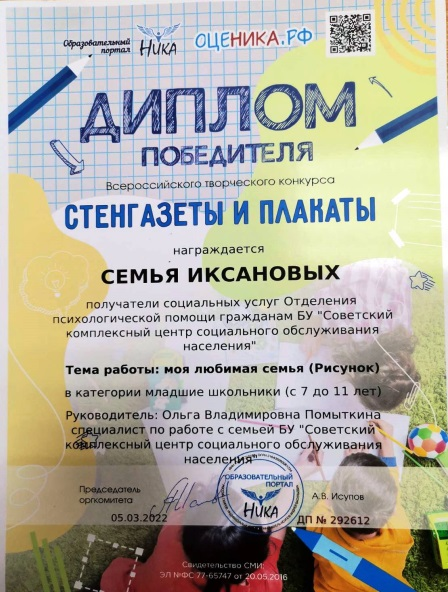 Образовательный портал НИКА
ОЦЕНИКА.РФ
ДИПЛОМ
ПОБЕДИТЕЛЯ
Всероссийского творческого конкурса
СТЕНГАЗЕТЫ И ПЛАКАТЫ
награждается
СЕМЬЯ ИКСАНОВЫХ
получатели социальных услуг Отделения
психологической помощи гражданам БУ "Советский
комплексный центр социального обслуживания
населения"
Тема работы: моя любимая семья (Рисунок)
в категории младшие школьники (с 7 до 11 лет)
Руководитель: Ольга Владимировна Помыткина
специалист по работе с семьей БУ "Советский
комплексный центр социального обслуживания
населения"
Председатель
оргкомитета
ОБРАЗОВАТЕЛЬНЫЙ
ПОРТАЛ
НИКА
А.В. Исупов
05.03.2022
ДП № 292612
Свидетельство СМИ:
ЭЛ №ФС 77-65747 от 20.05.2016